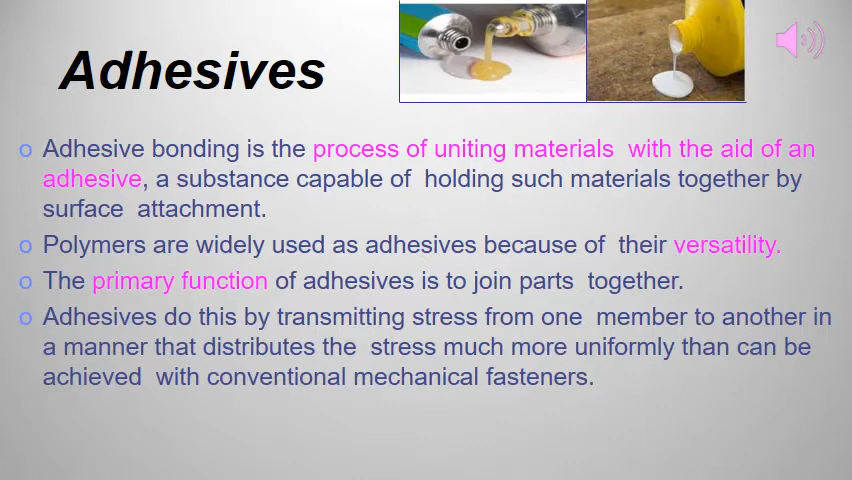 Adhesives
o Adhesive bonding is the process of uniting materials with the aid of an
adhesive, a substance capable of holding such materials together by
surface attachment.
o Polymers are widely used as adhesives because of their versatility.
o The primary function of adhesives is to join parts together.
o Adhesives do this by transmitting stress from one member to another in
a manner that distributes the stress much more uniformly than can be
achieved with conventional mechanical fasteners.